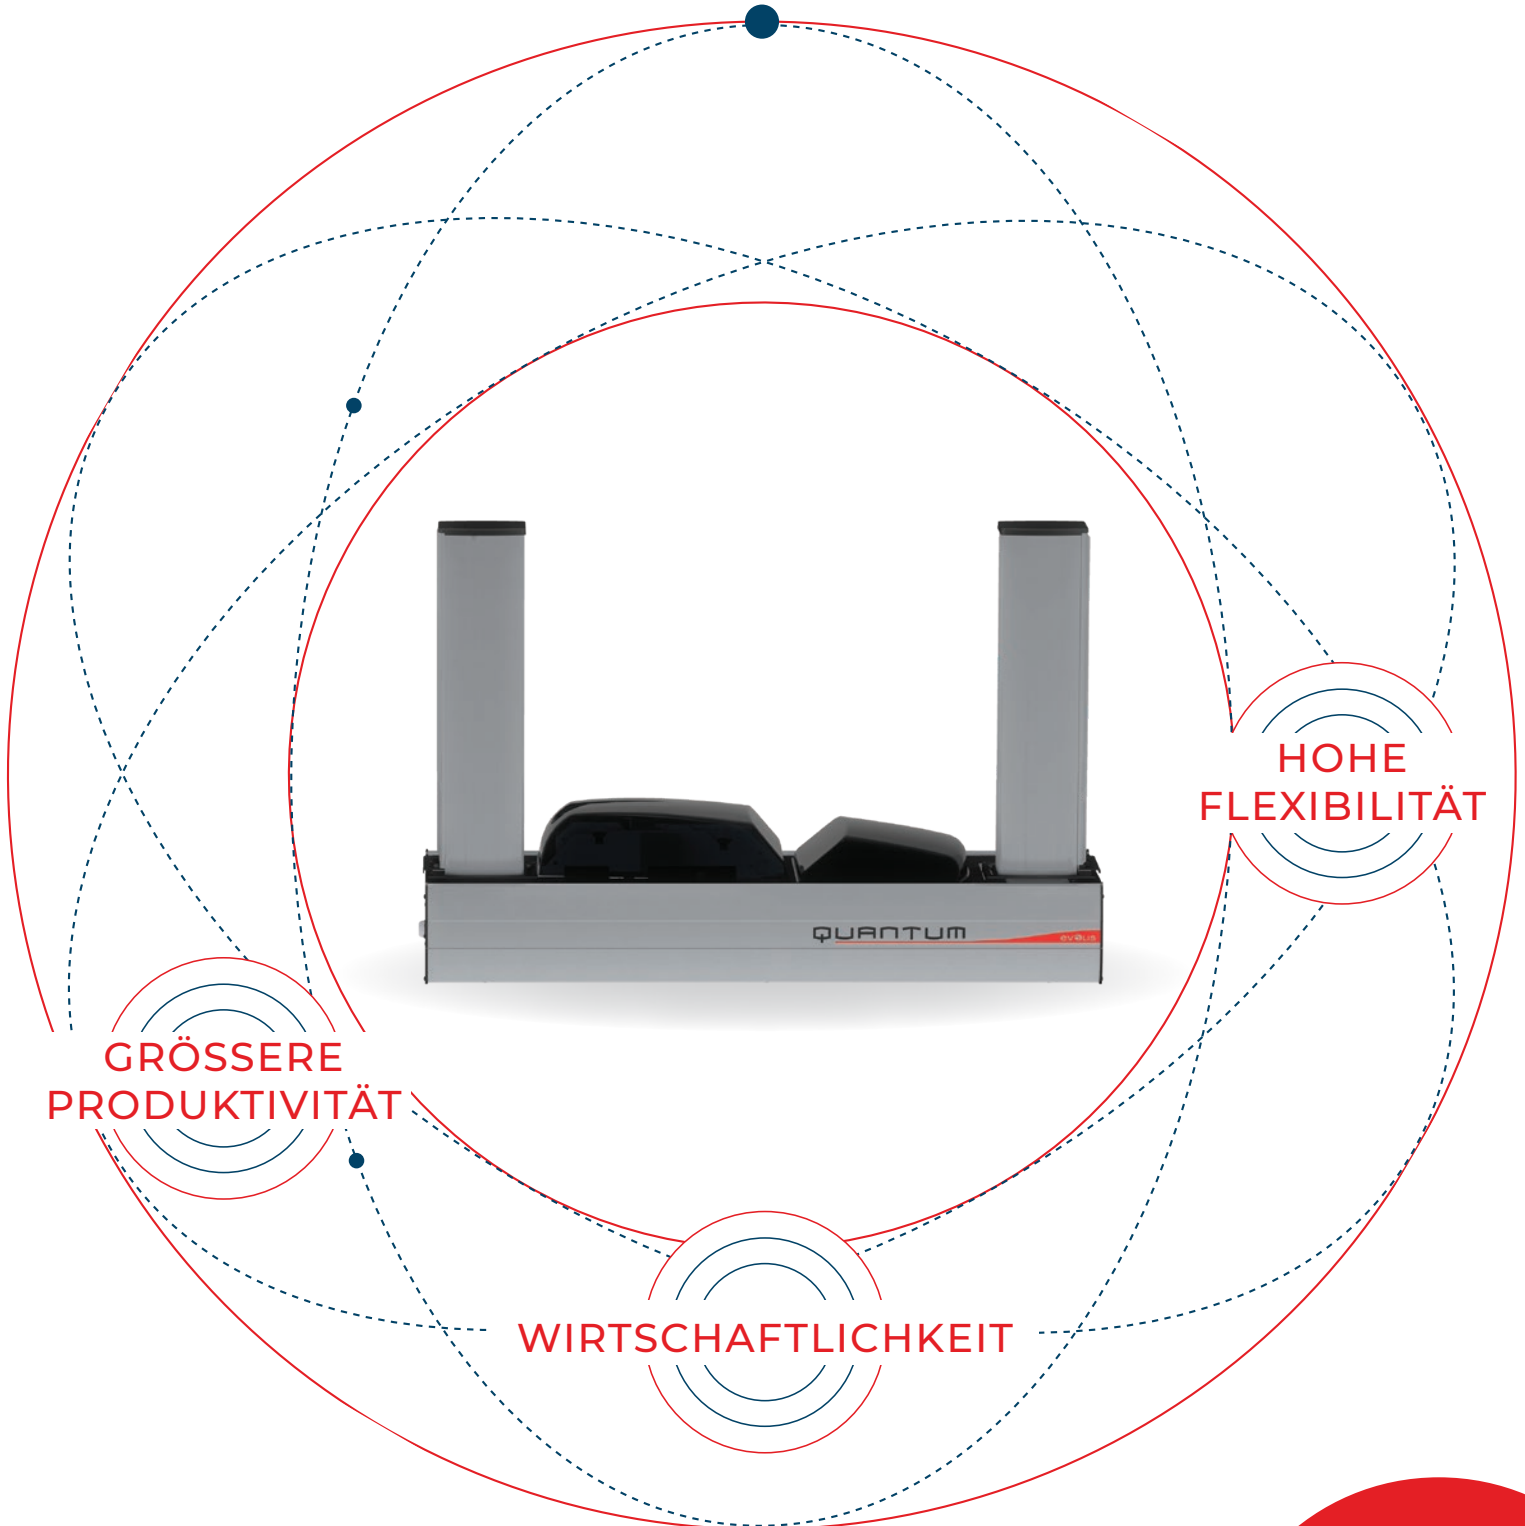 HOHE
FLEXIBILITÄT
QUANTUM
evolis
GRÖSSERE
PRODUKTIVITÄT
WIRTSCHAFTLICHKEIT